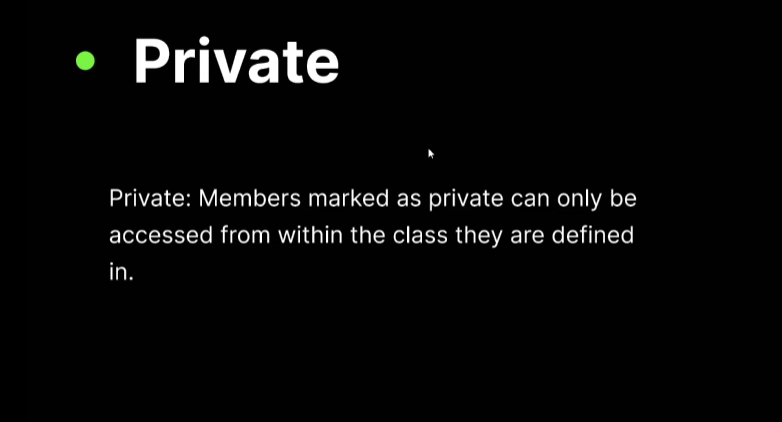 Private
Private: Members marked as private can only be
accessed from within the class they are defined
in.